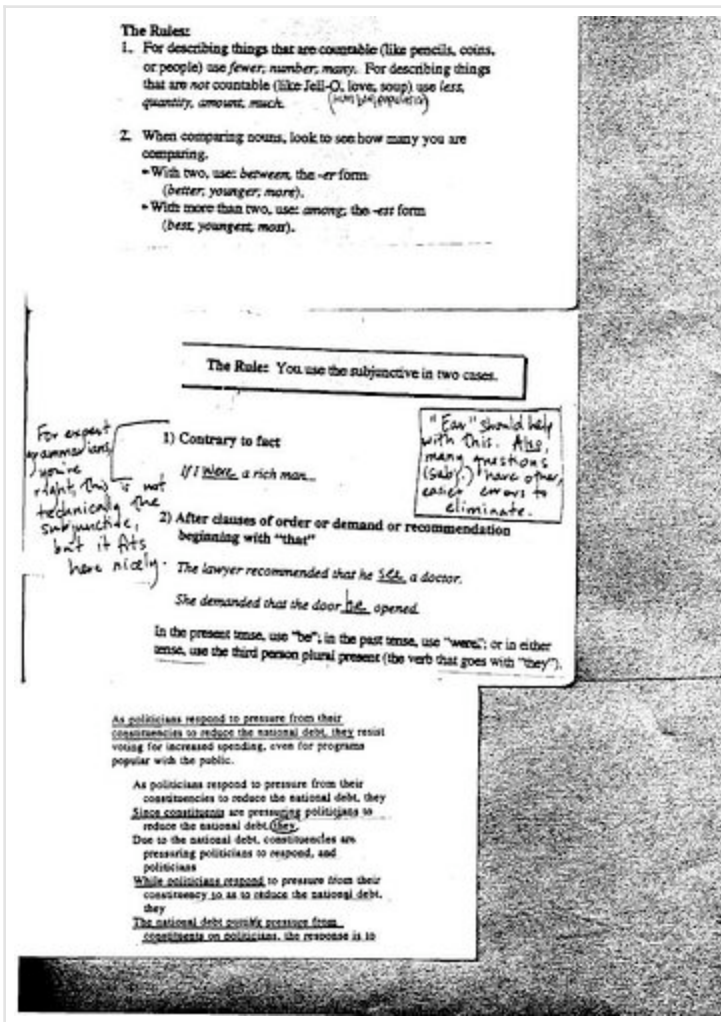 The Rules:
1. For describing things that are countable (like pencils, coins,
or people) use fewer, number, many. For describing things
that are not countable (like Jell-O, love, soup) use less,
quantity, amount, much.
2. When comparing nouns, look to see how many you are
comparing.
• With two, use: between, the -er form
(better, younger, more).
• With more than two, use: among, the -est form
(best, youngest, most).
The Rule: You use the subjunctive in two cases.
For expert
grammarians,
you're
right, this is not
technically the
subjunctive,
but it fits
here nicely.
1) Contrary to fact
If I were a rich man...
"Ear" should help
with this. Also,
many questions
(subj.) have other,
easier errors to
eliminate.
2) After clauses of order or demand or recommendation
beginning with "that"
The lawyer recommended that he see a doctor.
She demanded that the door be opened.
In the present tense, use "be"; in the past tense, use "were"; or in either
tense, use the third person plural present (the verb that goes with "they").
As politicians respond to pressure from their
constituencies to reduce the national debt, they resist
voting for increased spending, even for programs
popular with the public.
As politicians respond to pressure from their
constituencies to reduce the national debt, they
Since constituents are pressuring politicians to
reduce the national debt, they
Due to the national debt, constituencies are
pressuring politicians to respond, and
politicians
While politicians respond to pressure from their
constituency so as to reduce the national debt,
they
The national debt pressure from
constituents on politicians, the response is to